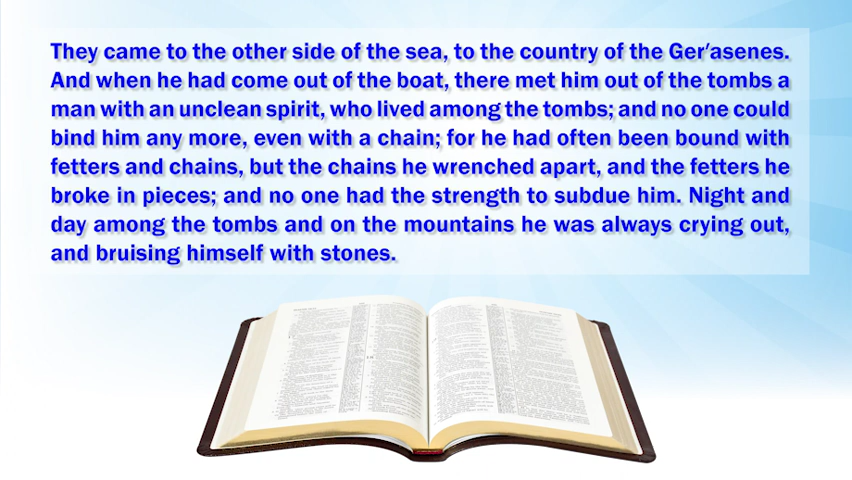 They came to the other side of the sea, to the country of the Ger′asenes.
And when he had come out of the boat, there met him out of the tombs a
man with an unclean spirit, who lived among the tombs; and no one could
bind him any more, even with a chain; for he had often been bound with
fetters and chains, but the chains he wrenched apart, and the fetters he
broke in pieces; and no one had the strength to subdue him. Night and
day among the tombs and on the mountains he was always crying out,
and bruising himself with stones.